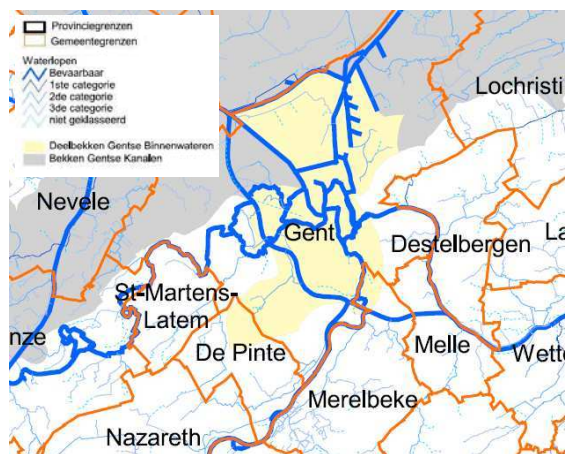 Provinciegrenzen
Gemeentegrenzen
Waterlopen
Bevaarbaar
1ste categorie
2de categorie
3de categorie
niet geklasseerd
Deelbekken Gentse Binnenwateren
Bekken Gentse Kanalen
Lochristi
Nevele
Gent
Destelbergen
La
St-Martens-
Latem
nze
De Pinte
Melle
Wette
Merelbeke
Nazareth